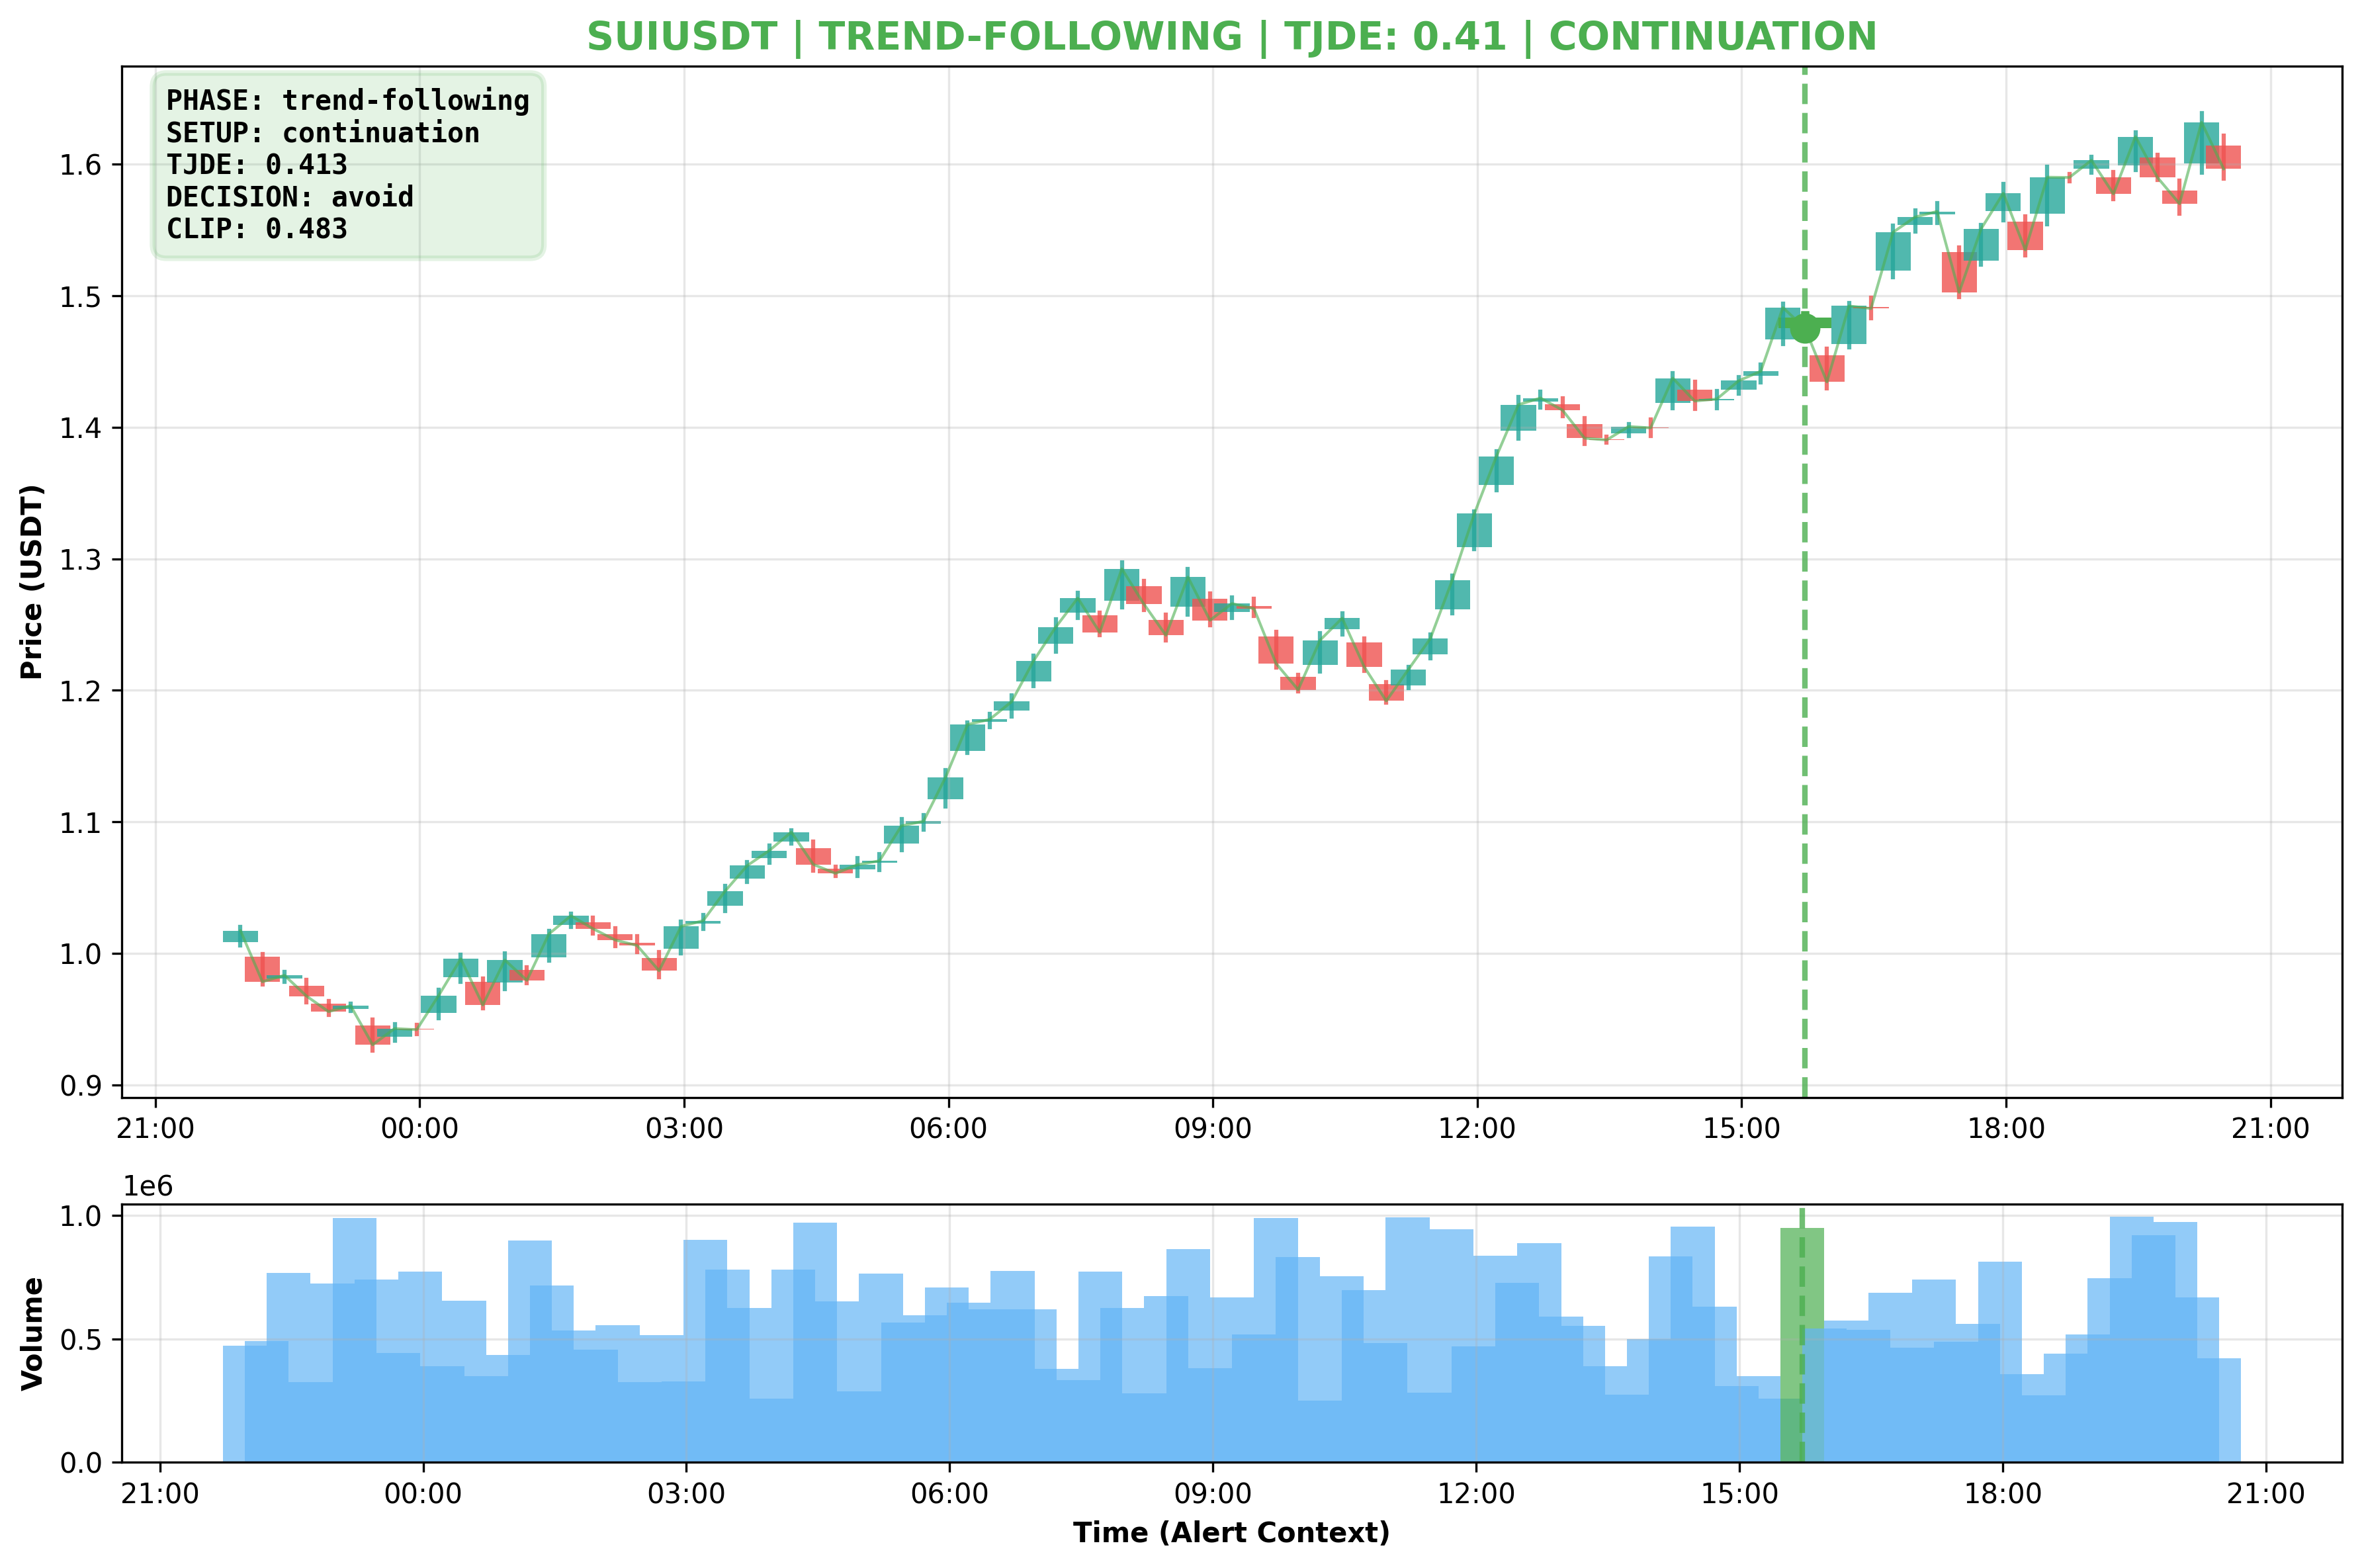 SUIUSDT | TREND-FOLLOWING | TJDE: 0.41 | CONTINUATION
PHASE: trend-following
SETUP: continuation
TJDE: 0.413
DECISION: avoid
CLIP: 0.483
Price (USDT)
1.6
1.5
1.4
1.3
1.2
1.1
1.0
0.9
21:00 00:00 03:00 06:00 09:00 12:00 15:00 18:00 21:00
1e6
Volume
1.0
0.5
0.0
21:00 00:00 03:00 06:00 09:00 12:00 15:00 18:00 21:00
Time (Alert Context)